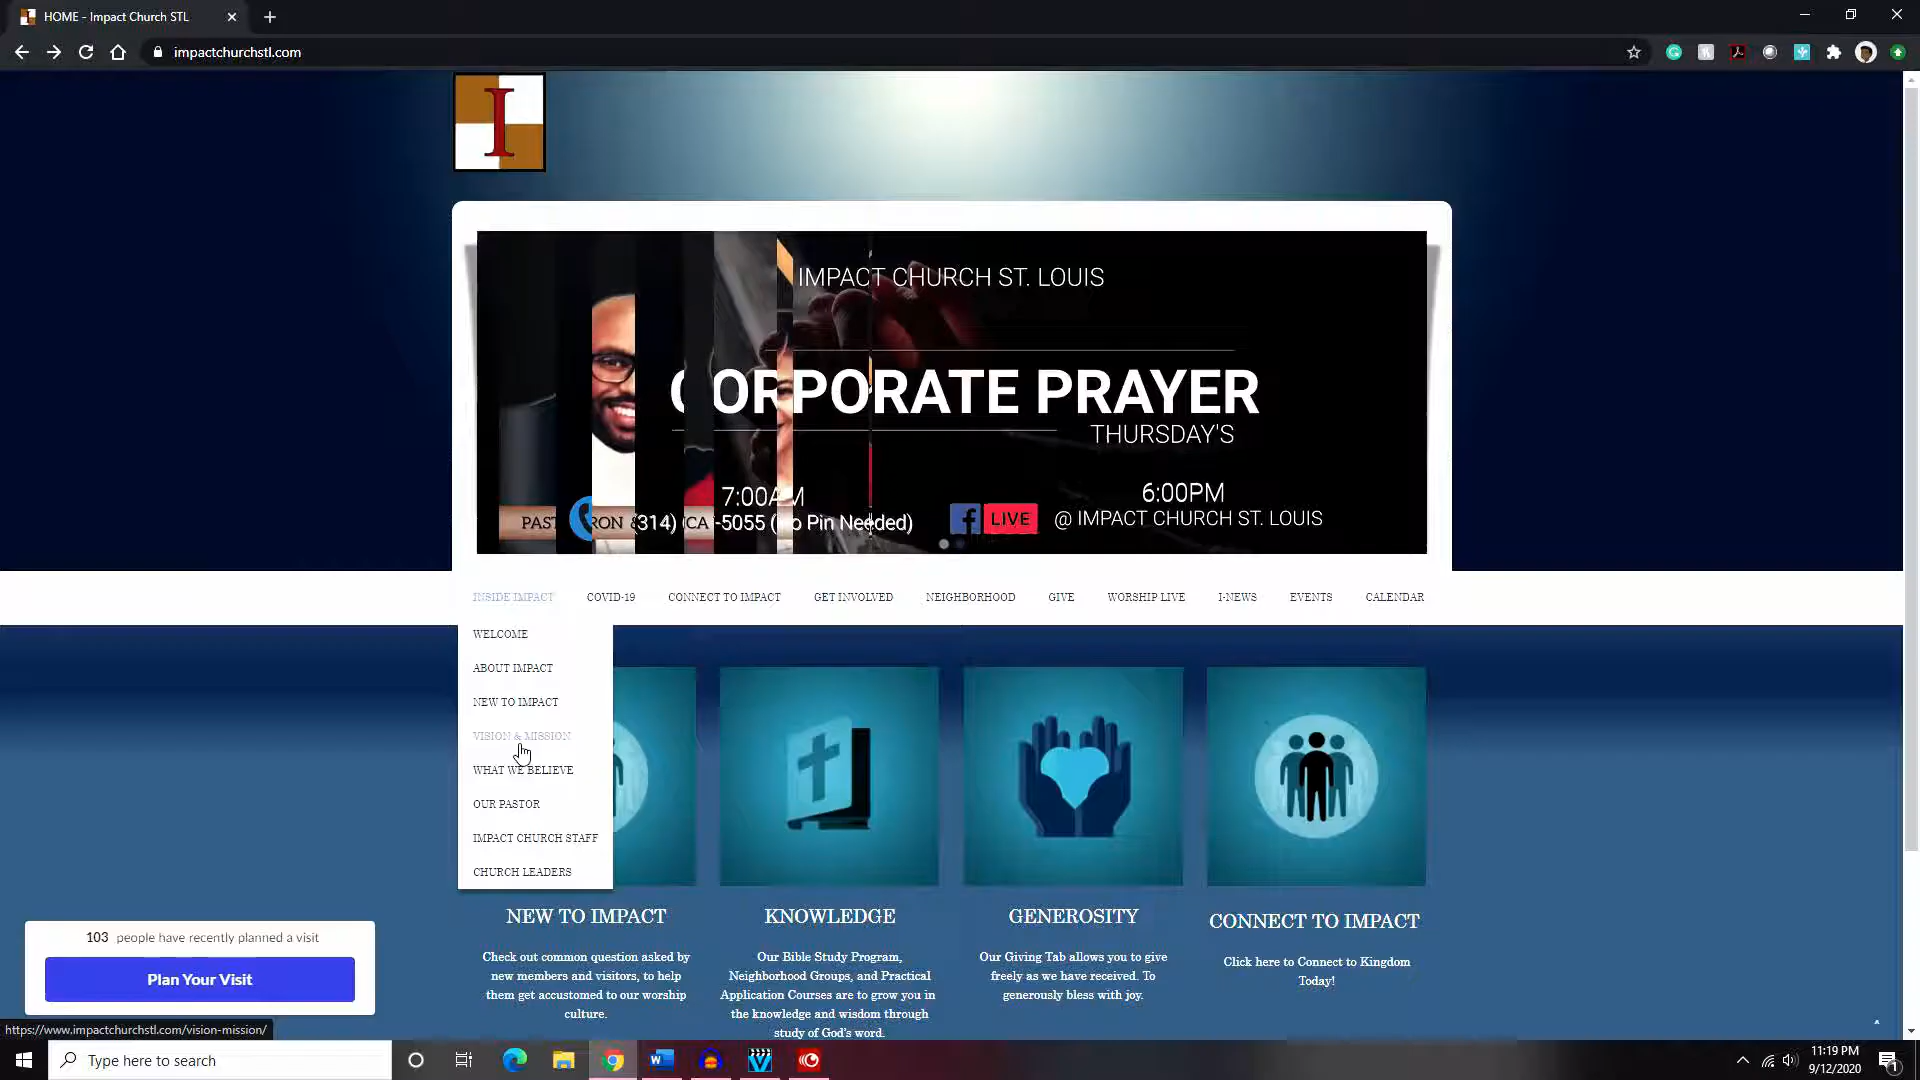 HOME - Impact Church STL
impactchurchstl.com
I
IMPACT CHURCH ST. LOUIS
CORPORATE PRAYER
THURSDAY'S
7:00AM
6:00PM
(314)
-5055
Needed)
f LIVE @ IMPACT CHURCH ST. LOUIS
INSIDE IMPACT COVID-19 CONNECT TO IMPACT GET INVOLVED NEIGHBORHOOD GIVE WORSHIP LIVE I-NEWS EVENTS CALENDAR
WELCOME
ABOUT IMPACT
NEW TO IMPACT
VISION & MISSION
WHAT WE BELIEVE
OUR PASTOR
IMPACT CHURCH STAFF
CHURCH LEADERS
NEW TO IMPACT
Check out common question asked by
new members and visitors, to help
them get accustomed to our worship
culture.
KNOWLEDGE
Our Bible Study Program,
Neighborhood Groups, and Practical
Application Courses are to grow you in
the knowledge and wisdom through
study of God's word.
GENEROSITY
Our Giving Tab allows you to give
freely as we have received. To
generously bless with joy.
CONNECT TO IMPACT
Click here to Connect to Kingdom
Today!
103 people have recently planned a visit
Plan Your Visit
https://www.impactchurchstl.com/vision-mission/
Type here to search
11:19 PM
9/12/2020
1